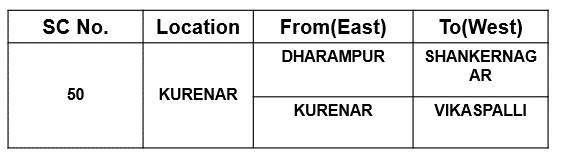 SC No. Location From(East) To(West)
50 KURENAR DHARAMPUR SHANKERNAG
AR
KURENAR VIKASPALLI